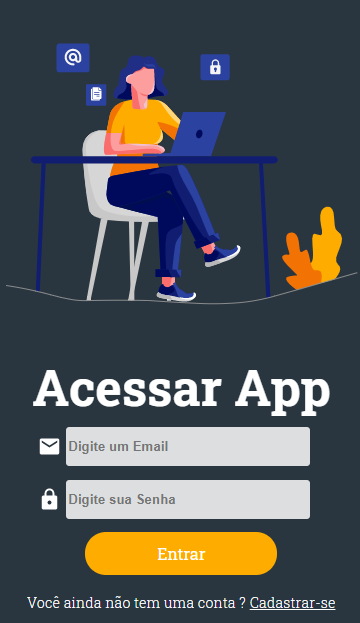 Acessar App
Digite um Email
Digite sua Senha
Entrar
Você ainda não tem uma conta ? Cadastrar-se